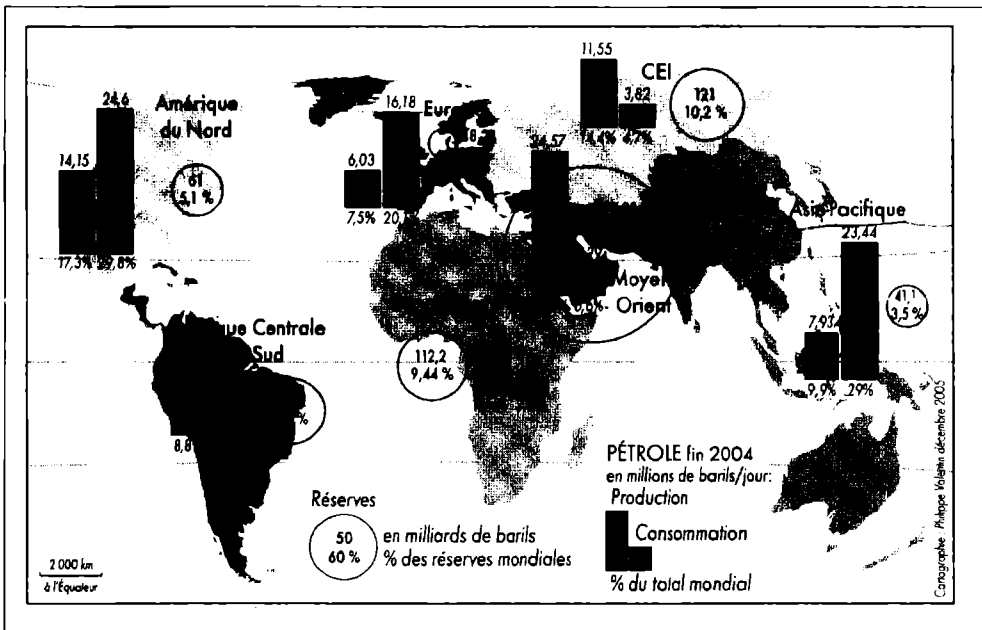 Amérique
du Nord
24,6
14,15
17,3%
61
5,1 %
16,18
6,03
7,5%
20
11,55
CEI
3,82
4,7%
121
10,2 %
24,57
Moyen
Orient
Asie-Pacifique
23,44
7,93
9,9%
29%
41,1
3,5 %
Centrale
Sud
8,8
112,2
9,44 %
Réserves
50
60 %
en milliards de barils
% des réserves mondiales
PÉTROLE fin 2004
en millions de barils/jour:
Production
Consommation
% du total mondial
2 000 km
à l'Équateur
Cartographie : Philippe Valentin décembre 2005